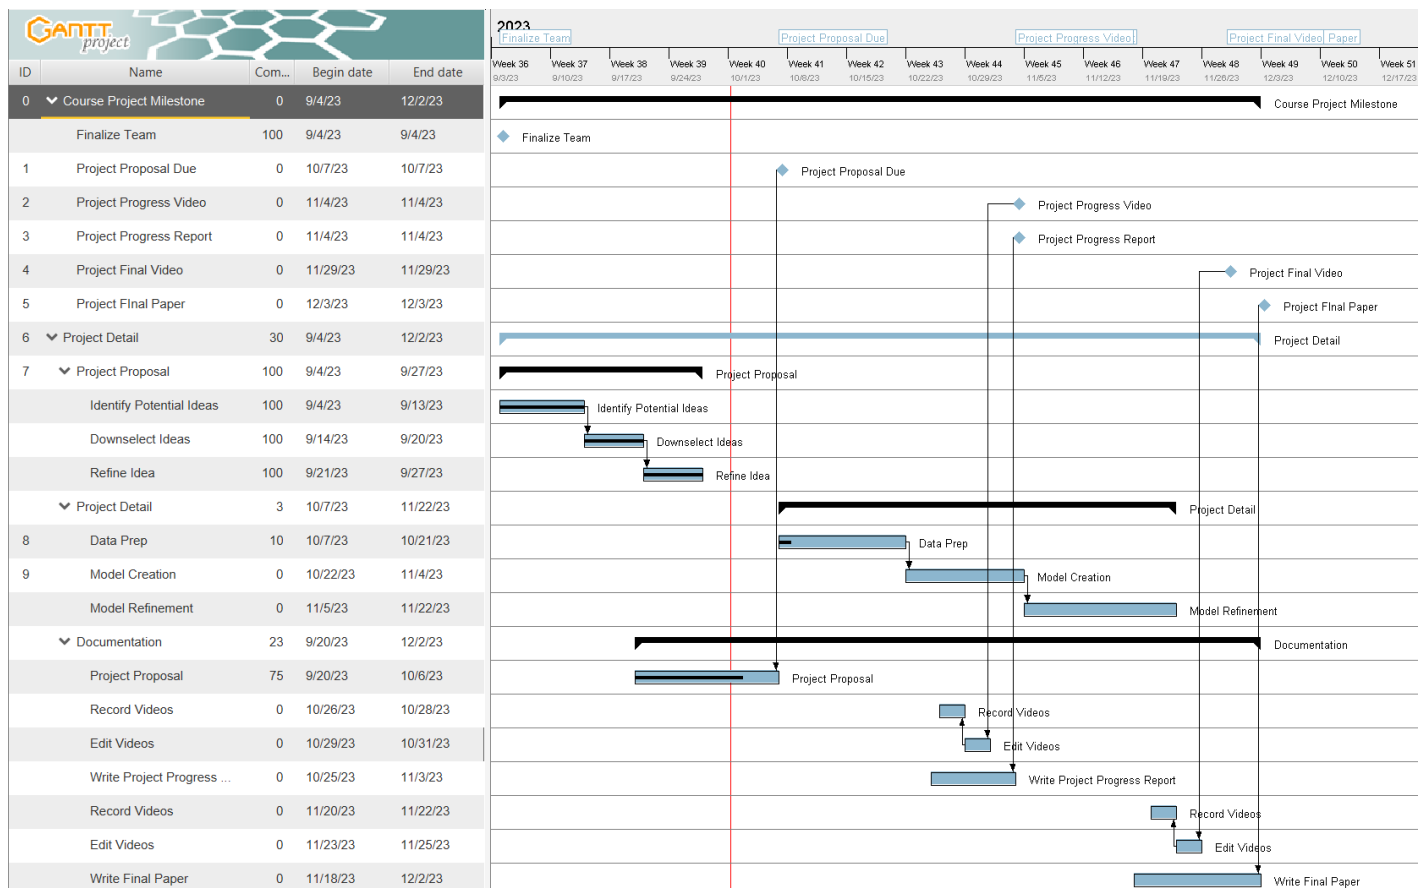 GANTT
project
2023
Finalize Team
Project Proposal Due
Project Progress Video
Project Final Video
Paper
Week 36 Week 37 Week 38 Week 39 Week 40 Week 41 Week 42 Week 43 Week 44 Week 45 Week 46 Week 47 Week 48 Week 49 Week 50 Week 51
9/3/23 9/10/23 9/17/23 9/24/23 10/1/23 10/8/23 10/15/23 10/22/23 10/29/23 11/5/23 11/12/23 11/19/23 11/26/23 12/3/23 12/10/23 12/17/23
ID Name Com... Begin date End date
0 Course Project Milestone 0 9/4/23 12/2/23 Course Project Milestone
Finalize Team 100 9/4/23 9/4/23 Finalize Team
1 Project Proposal Due 0 10/7/23 10/7/23 Project Proposal Due
2 Project Progress Video 0 11/4/23 11/4/23 Project Progress Video
3 Project Progress Report 0 11/4/23 11/4/23 Project Progress Report
4 Project Final Video 0 11/29/23 11/29/23 Project Final Video
5 Project FInal Paper 0 12/3/23 12/3/23 Project FInal Paper
6 Project Detail 30 9/4/23 12/2/23 Project Detail
7 Project Proposal 100 9/4/23 9/27/23 Project Proposal
Identify Potential Ideas 100 9/4/23 9/13/23 Identify Potential Ideas
Downselect Ideas 100 9/14/23 9/20/23 Downselect Ideas
Refine Idea 100 9/21/23 9/27/23 Refine Idea
Project Detail 3 10/7/23 11/22/23 Project Detail
8 Data Prep 10 10/7/23 10/21/23 Data Prep
9 Model Creation 0 10/22/23 11/4/23 Model Creation
Model Refinement 0 11/5/23 11/22/23 Model Refinement
Documentation 23 9/20/23 12/2/23 Documentation
Project Proposal 75 9/20/23 10/6/23 Project Proposal
Record Videos 0 10/26/23 10/28/23 Record Videos
Edit Videos 0 10/29/23 10/31/23 Edit Videos
Write Project Progress ... 0 10/25/23 11/3/23 Write Project Progress Report
Record Videos 0 11/20/23 11/22/23 Record Videos
Edit Videos 0 11/23/23 11/25/23 Edit Videos
Write Final Paper 0 11/18/23 12/2/23 Write Final Paper